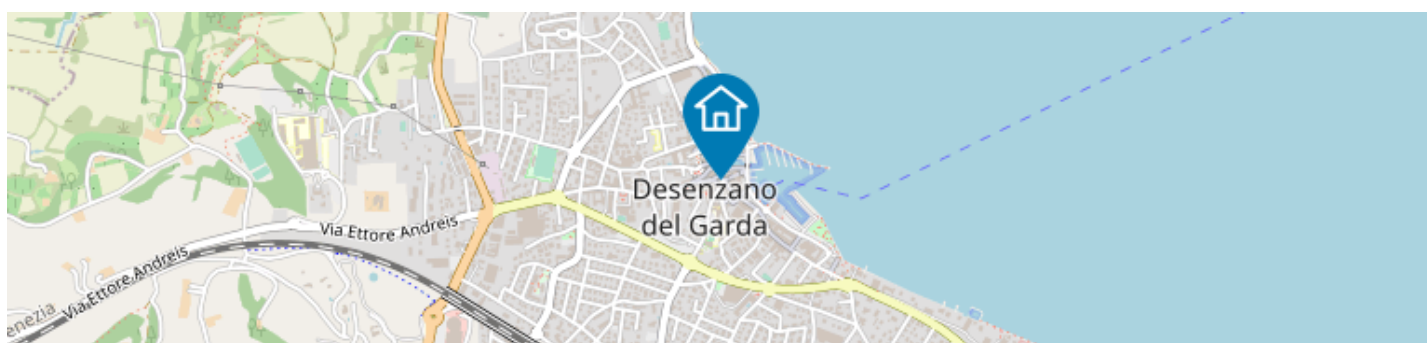 Desenzano
del Garda
Via Ettore Andreis
Via Ettore Andreis
enezia